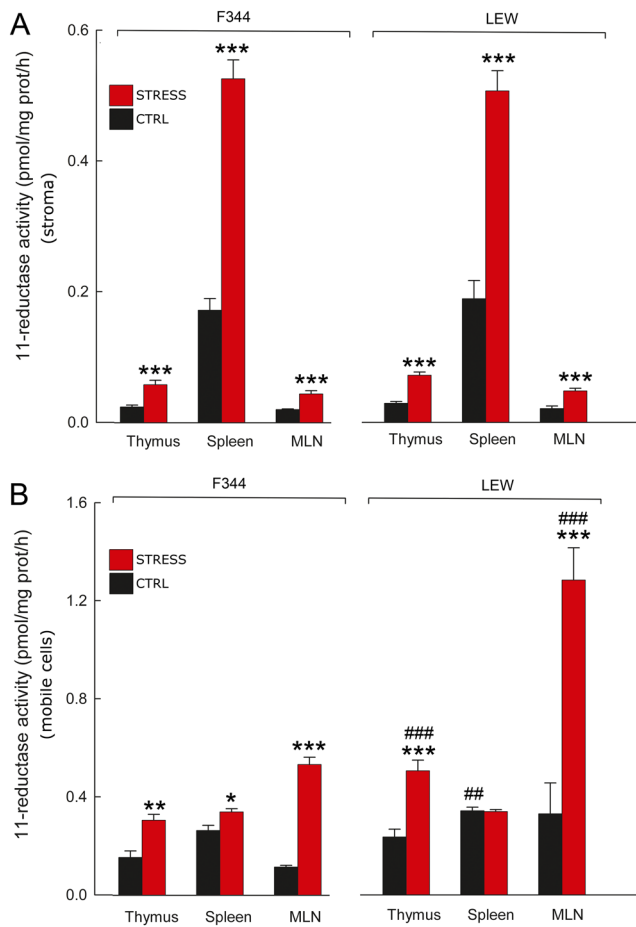 A
F344
LEW
0.6
0.4
0.2
0.0
11-reductase activity (pmol/mg prot/h)
(stroma)
STRESS
CTRL
*** *** *** *** *** ***
Thymus Spleen MLN Thymus Spleen MLN
B
F344
LEW
1.6
1.2
0.8
0.4
0.0
11-reductase activity (pmol/mg prot/h)
(mobile cells)
STRESS
CTRL
### ## ###
** * *** *** ***
Thymus Spleen MLN Thymus Spleen MLN